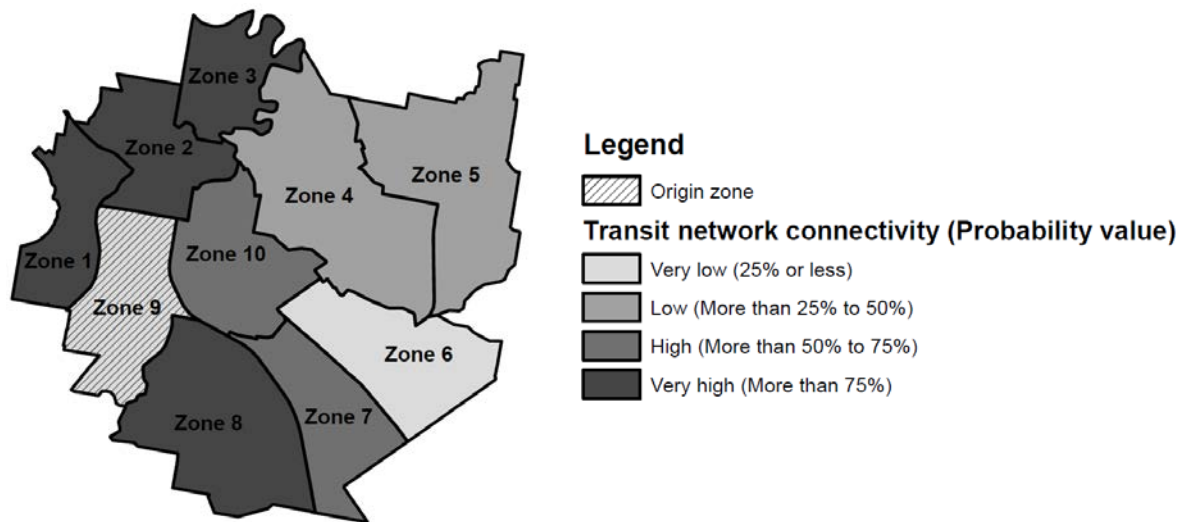 Zone 3
Zone 2
Zone 5
Zone 4
Zone 1
Zone 10
Zone 9
Zone 6
Zone 7
Zone 8
Legend
Origin zone
Transit network connectivity (Probability value)
Very low (25% or less)
Low (More than 25% to 50%)
High (More than 50% to 75%)
Very high (More than 75%)